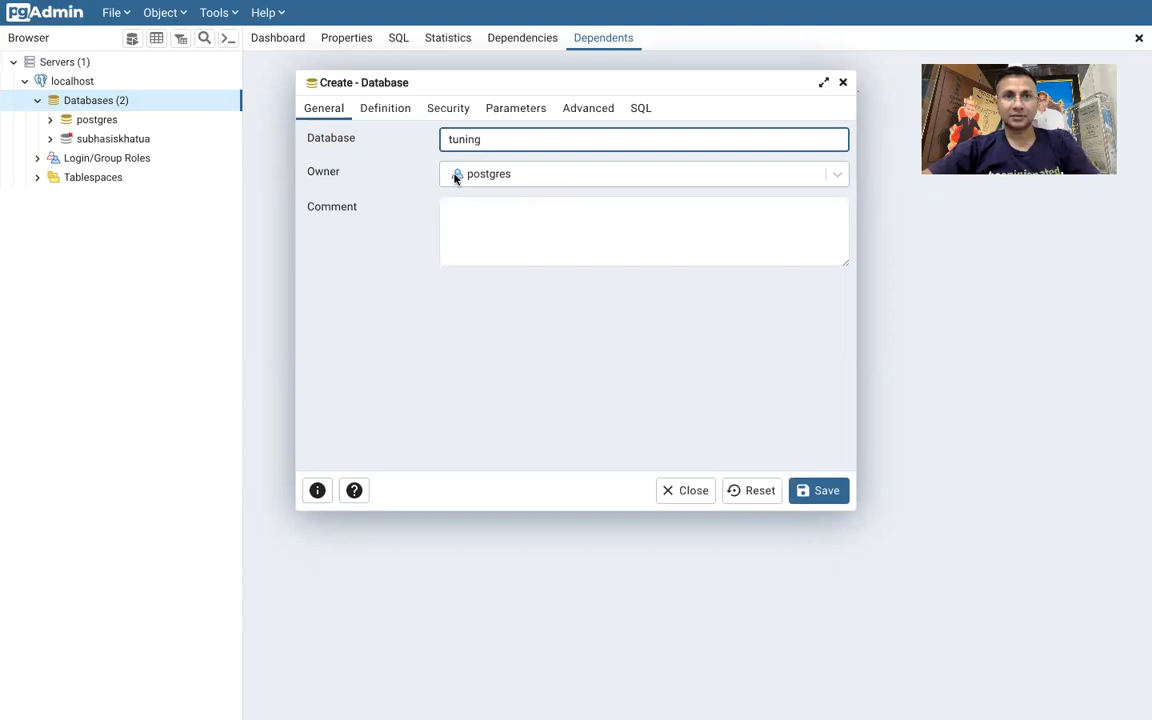 pgAdmin File Object Tools Help
Browser Dashboard Properties SQL Statistics Dependencies Dependents
Servers (1)
localhost
Databases (2)
postgres
subhasiskhatua
Login/Group Roles
Tablespaces
Create - Database
General Definition Security Parameters Advanced SQL
Database tuning
Owner postgres
Comment
Close Reset Save